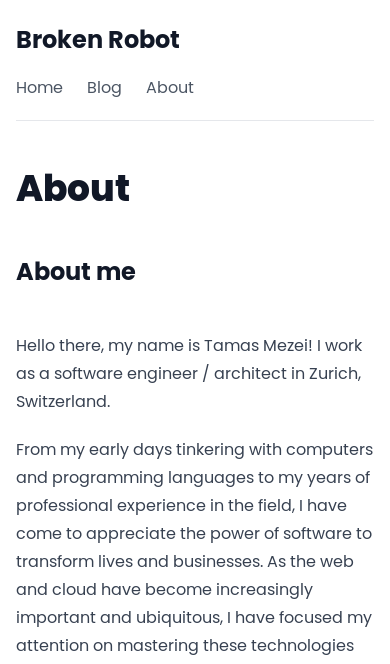 Broken Robot
Home Blog About
About
About me
Hello there, my name is Tamas Mezei! I work
as a software engineer / architect in Zurich,
Switzerland.
From my early days tinkering with computers
and programming languages to my years of
professional experience in the field, I have
come to appreciate the power of software to
transform lives and businesses. As the web
and cloud have become increasingly
important and ubiquitous, I have focused my
attention on mastering these technologies